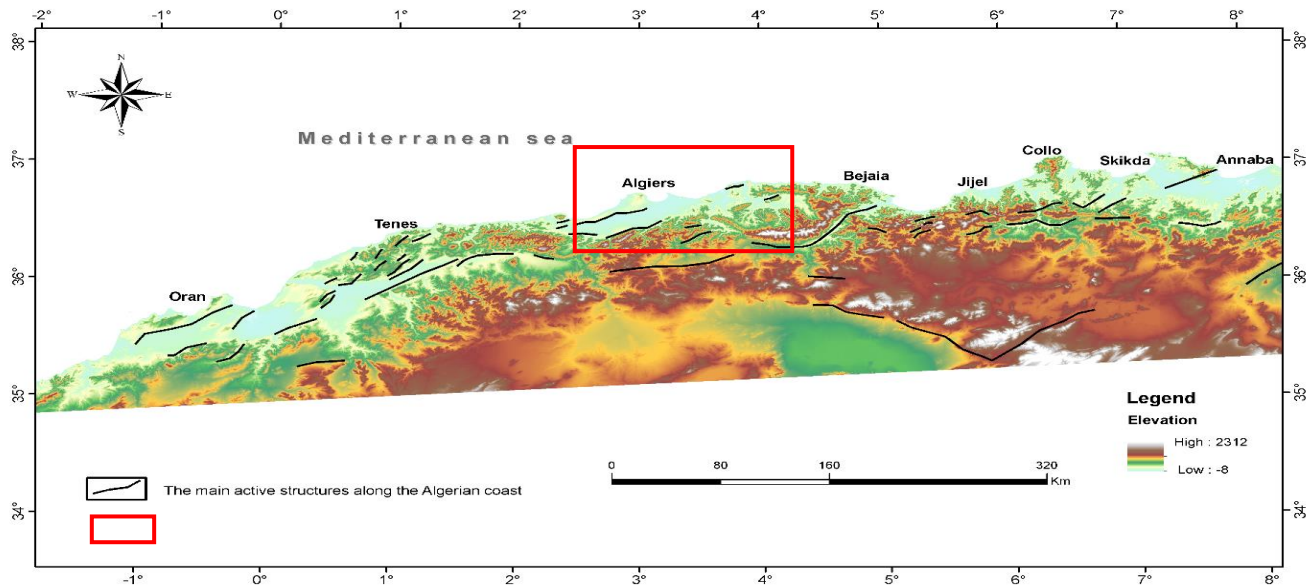 -2° -1° 0° 1° 2° 3° 4° 5° 6° 7° 8°
38° 38°
N
W E
S
Mediterranean sea
37° 37°
Collo
Skikda
Annaba
Algiers
Bejaia
Jijel
Tenes
36° 36°
Oran
35° 35°
Legend
Elevation
High : 2312
Low : -8
0 80 160 320
Km
The main active structures along the Algerian coast
34° 34°
-1° 0° 1° 2° 3° 4° 5° 6° 7° 8°